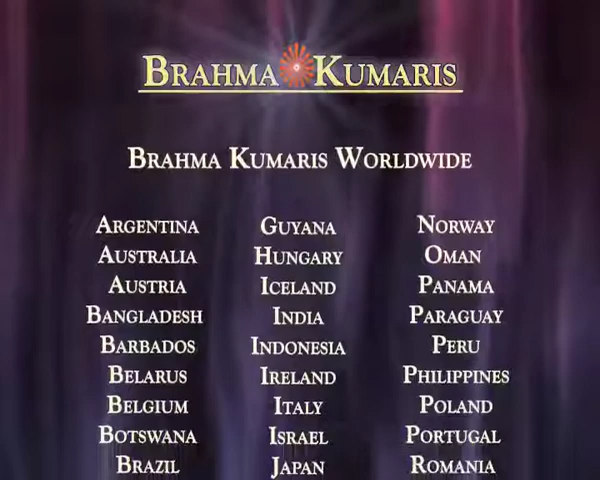 BRAHMA KUMARIS
BRAHMA KUMARIS WORLDWIDE
ARGENTINA GUYANA NORWAY
AUSTRALIA HUNGARY OMAN
AUSTRIA ICELAND PANAMA
BANGLADESH INDIA PARAGUAY
BARBADOS INDONESIA PERU
BELARUS IRELAND PHILIPPINES
BELGIUM ITALY POLAND
BOTSWANA ISRAEL PORTUGAL
BRAZIL JAPAN ROMANIA